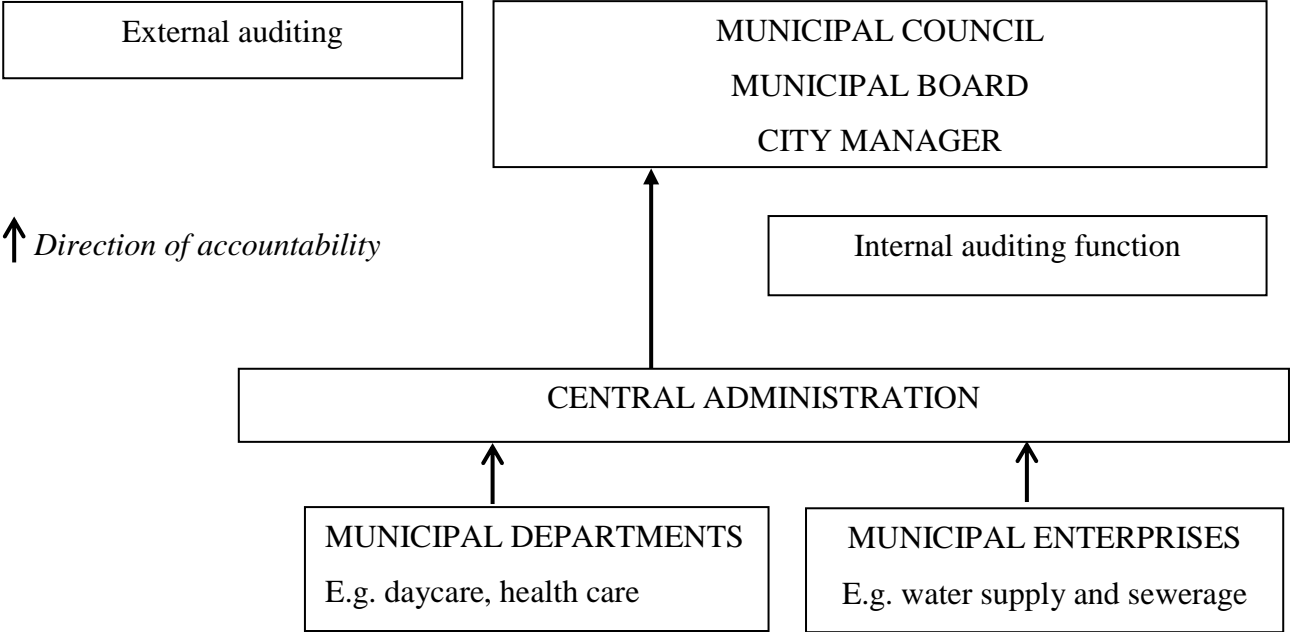 External auditing
MUNICIPAL COUNCIL
MUNICIPAL BOARD
CITY MANAGER
Direction of accountability
Internal auditing function
CENTRAL ADMINISTRATION
MUNICIPAL DEPARTMENTS
E.g. daycare, health care
MUNICIPAL ENTERPRISES
E.g. water supply and sewerage